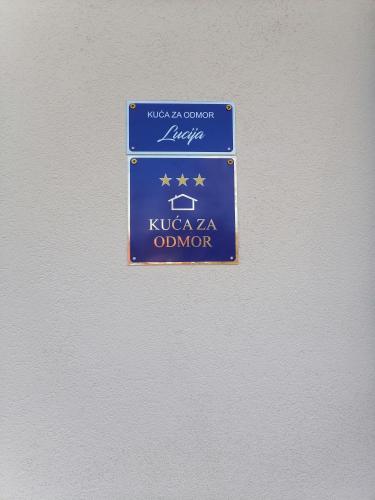 KUĆA ZA ODMOR
Lucija
KUĆA ZA
ODMOR